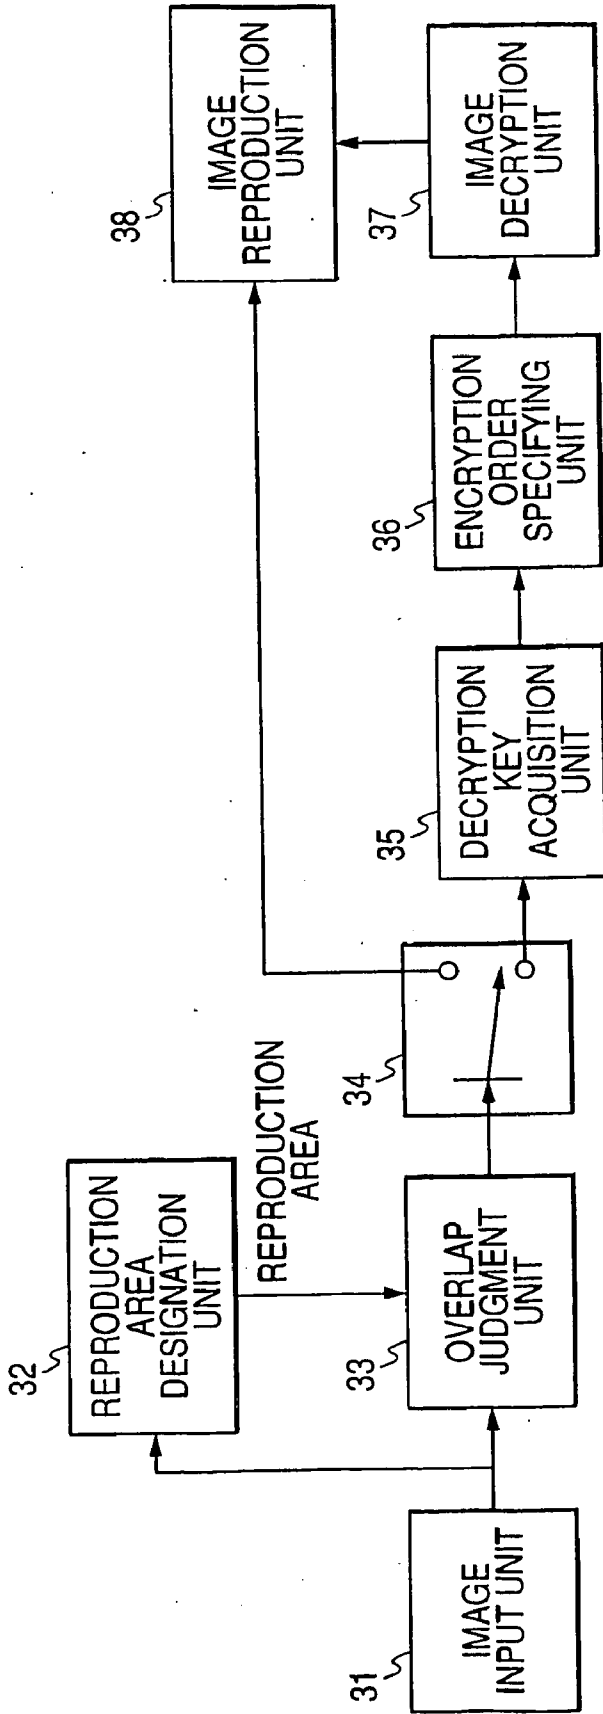 31
IMAGE
INPUT UNIT
32
REPRODUCTION
AREA
DESIGNATION
UNIT
REPRODUCTION
AREA
33
OVERLAP
JUDGMENT
UNIT
34
35
DECRYPTION
KEY
ACQUISITION
UNIT
36
ENCRYPTION
ORDER
SPECIFYING
UNIT
37
IMAGE
DECRYPTION
UNIT
38
IMAGE
REPRODUCTION
UNIT